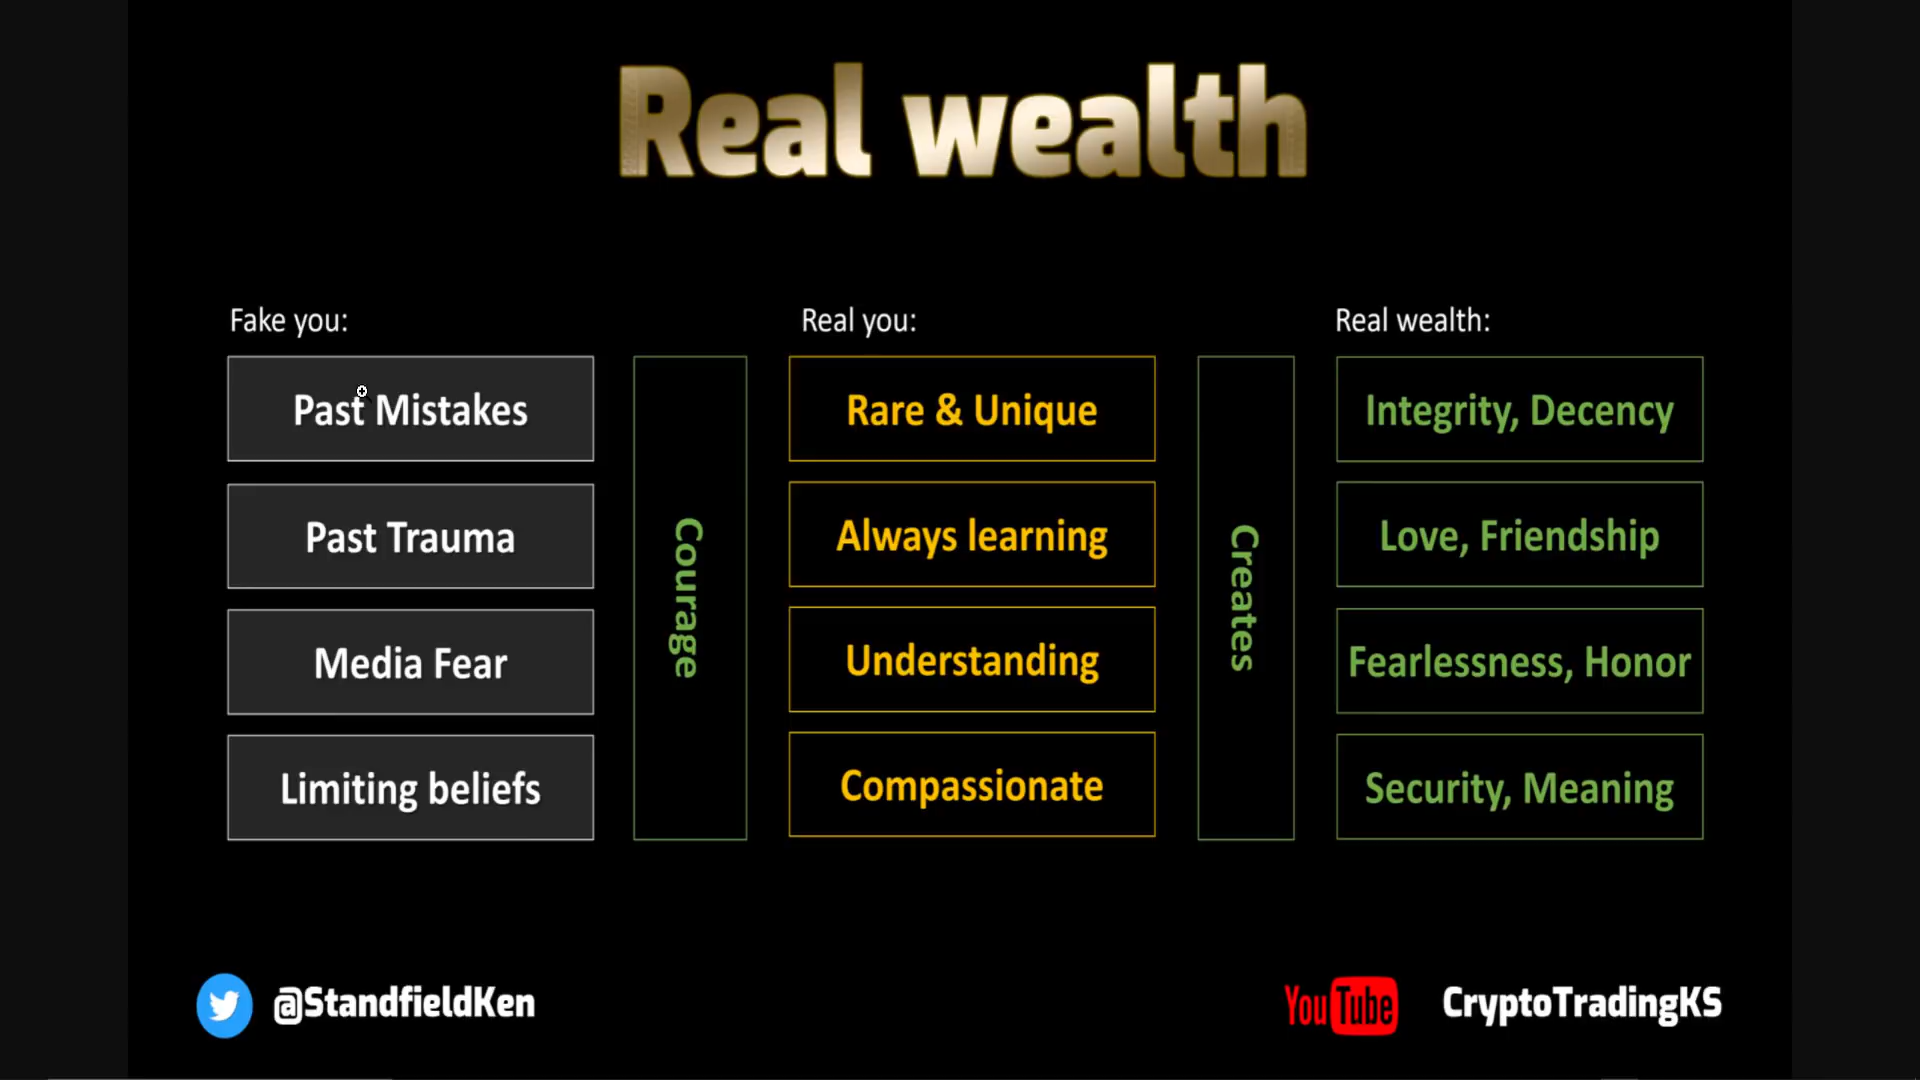 Real wealth
Fake you:
Past Mistakes
Past Trauma
Media Fear
Limiting beliefs
Courage
Real you:
Rare & Unique
Always learning
Understanding
Compassionate
Creates
Real wealth:
Integrity, Decency
Love, Friendship
Fearlessness, Honor
Security, Meaning
@StandfieldKen
YouTube
CryptoTradingKS